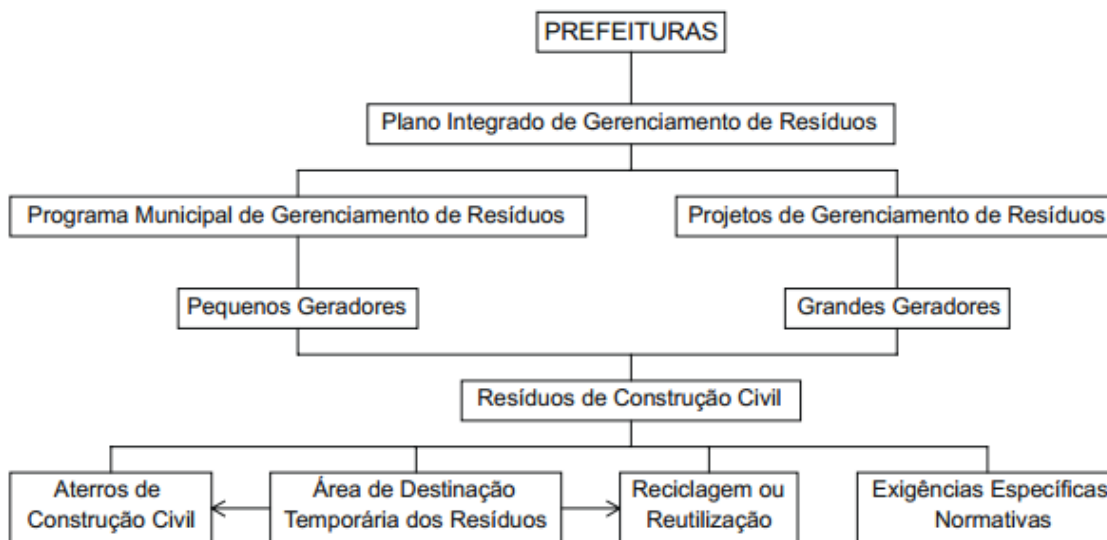 PREFEITURAS
Plano Integrado de Gerenciamento de Resíduos
Programa Municipal de Gerenciamento de Resíduos
Projetos de Gerenciamento de Resíduos
Pequenos Geradores
Grandes Geradores
Resíduos de Construção Civil
Aterros de
Construção Civil
Área de Destinação
Temporária dos Resíduos
Reciclagem ou
Reutilização
Exigências Específicas
Normativas